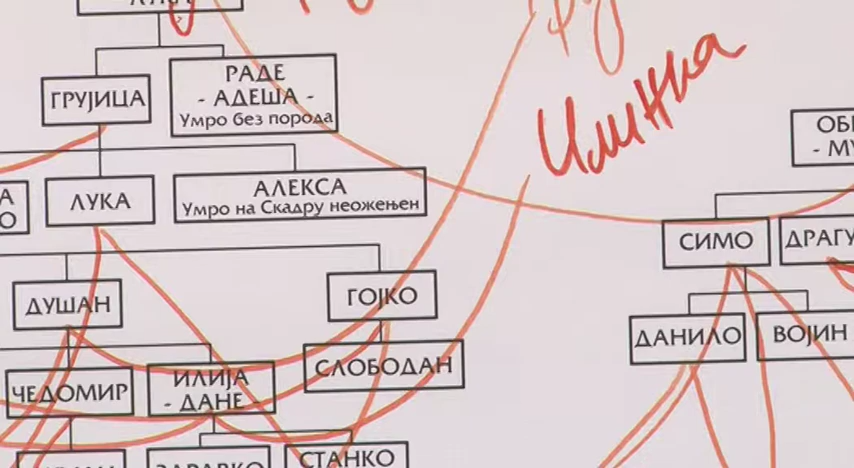 ГРУЈИЦА
РАДЕ
- АДЕША -
Умро без порода
Илинка
ЛУКА
АЛЕКСА
Умро на Скадру неожењен
СИМО
ДУШАН
ГОЈКО
ДАНИЛО
ВОЈИН
ЧЕДОМИР
ИЛИЈА
- ДАНЕ -
СЛОБОДАН
ЗДРАВКО
СТАНКО